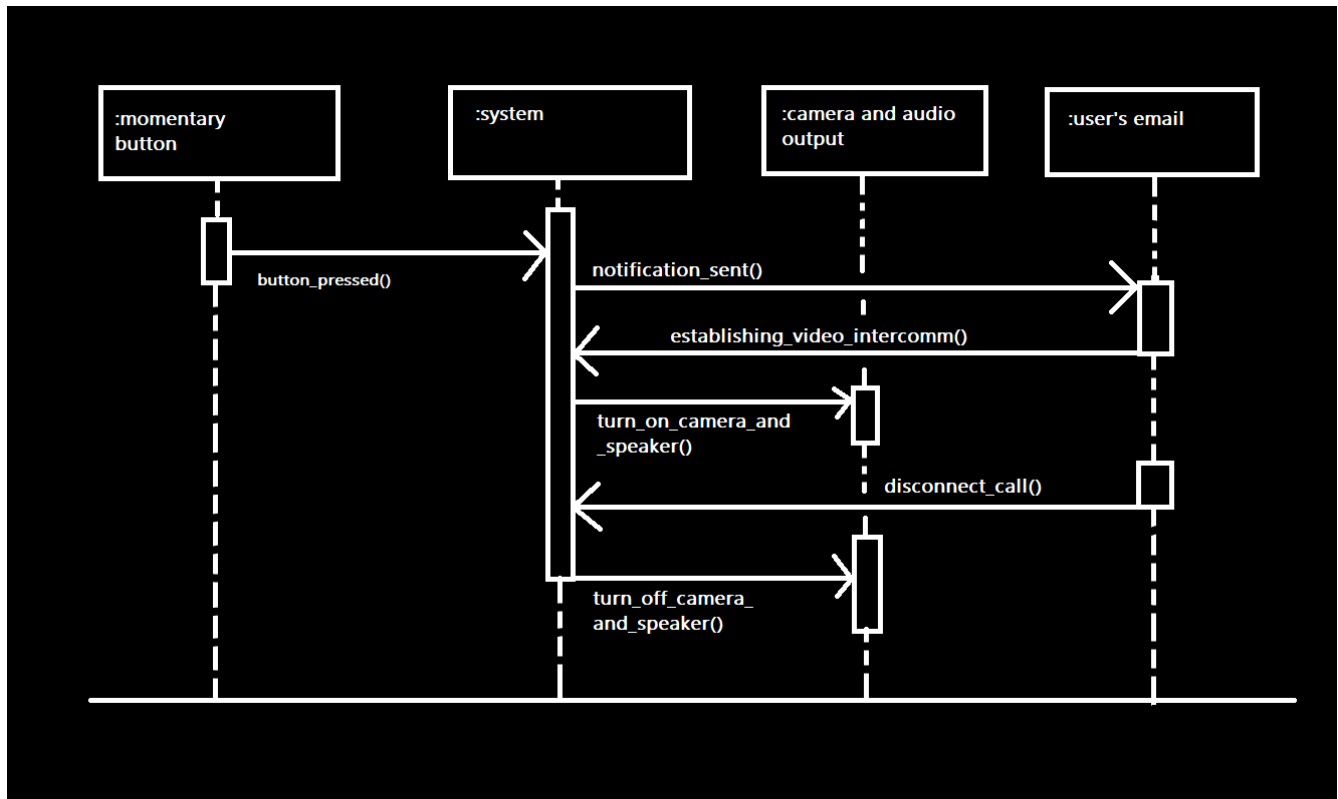 :momentary
button
:system
:camera and audio
output
:user's email
button_pressed()
notification_sent()
establishing_video_intercomm()
turn_on_camera_and
_speaker()
disconnect_call()
turn_off_camera_
and_speaker()